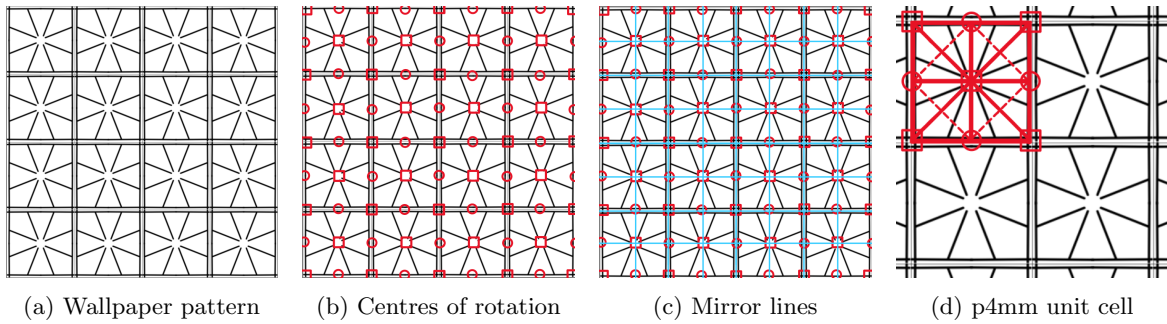 (a) Wallpaper pattern
(b) Centres of rotation
(c) Mirror lines
(d) p4mm unit cell